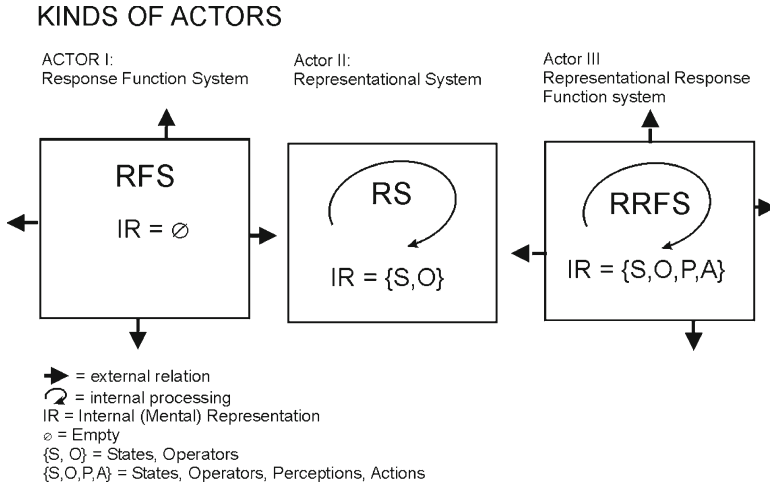 KINDS OF ACTORS
ACTOR I:
Response Function System
Actor II:
Representational System
Actor III
Representational Response
Function system
RFS
IR = ∅
RS
IR = {S,O}
RRFS
IR = {S,O,P,A}
= external relation
= internal processing
IR = Internal (Mental) Representation
∅ = Empty
{S, O} = States, Operators
{S,O,P,A} = States, Operators, Perceptions, Actions